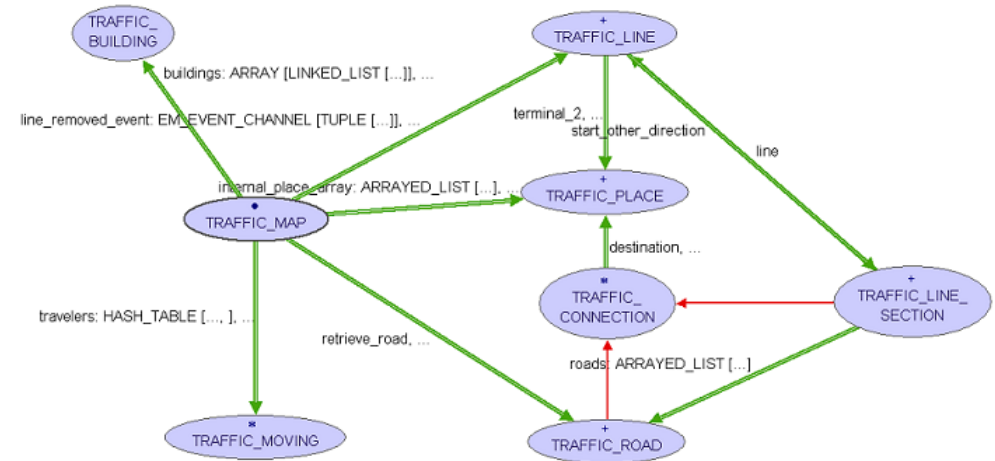 TRAFFIC_
BUILDING
+
TRAFFIC_LINE
buildings: ARRAY [LINKED_LIST [...]], ...
line_removed_event: EM_EVENT_CHANNEL [TUPLE [...]], ...
terminal_2, ...
start_other_direction
line
internal_place_array: ARRAYED_LIST [...], ...
+
TRAFFIC_PLACE
TRAFFIC_MAP
destination, ...
*
TRAFFIC_
CONNECTION
+
TRAFFIC_LINE_
SECTION
travelers: HASH_TABLE [..., ], ...
retrieve_road, ...
roads: ARRAYED_LIST [...]
*
TRAFFIC_MOVING
+
TRAFFIC_ROAD